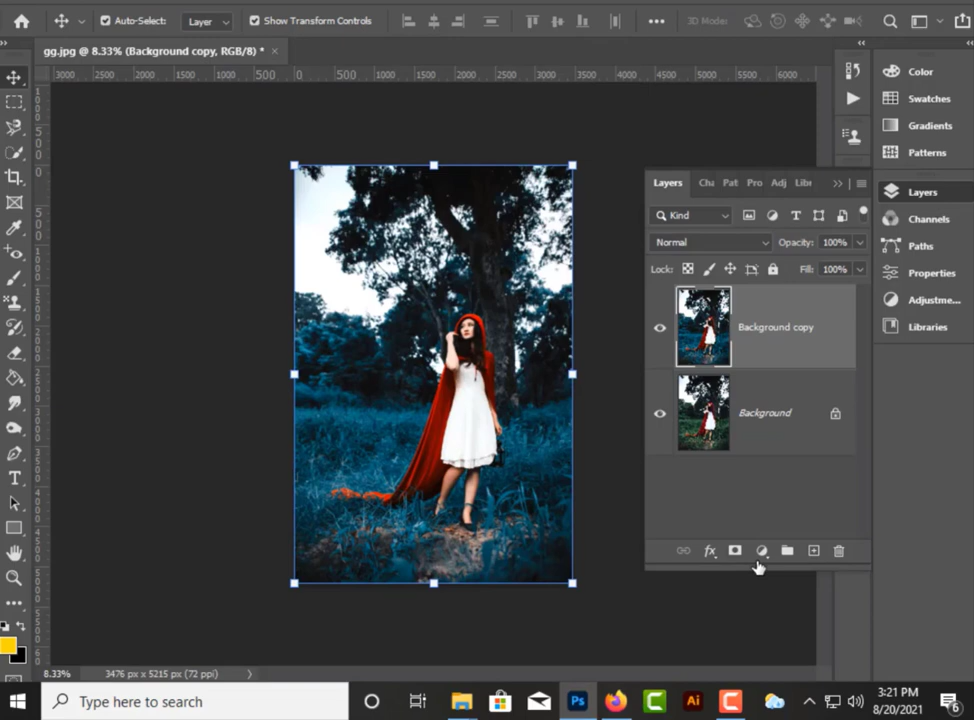 Auto-Select: Layer Show Transform Controls 3D Mode:
gg.jpg @ 8.33% (Background copy, RGB/8) *
3000 2500 2000 1500 1000 500 0 500 1000 1500 2000 2500 3000 3500 4000 4500 5000 5500 6000
Color
Swatches
Gradients
Patterns
Layers
Channels
Paths
Properties
Adjustme...
Libraries
Layers Cha Pat Pro Adj Libr
Kind
Normal Opacity: 100%
Lock: Fill: 100%
Background copy
Background
fx
8.33% 3476 px x 5215 px (72 ppi)
Type here to search
Ps
Ai
3:21 PM
8/20/2021
6